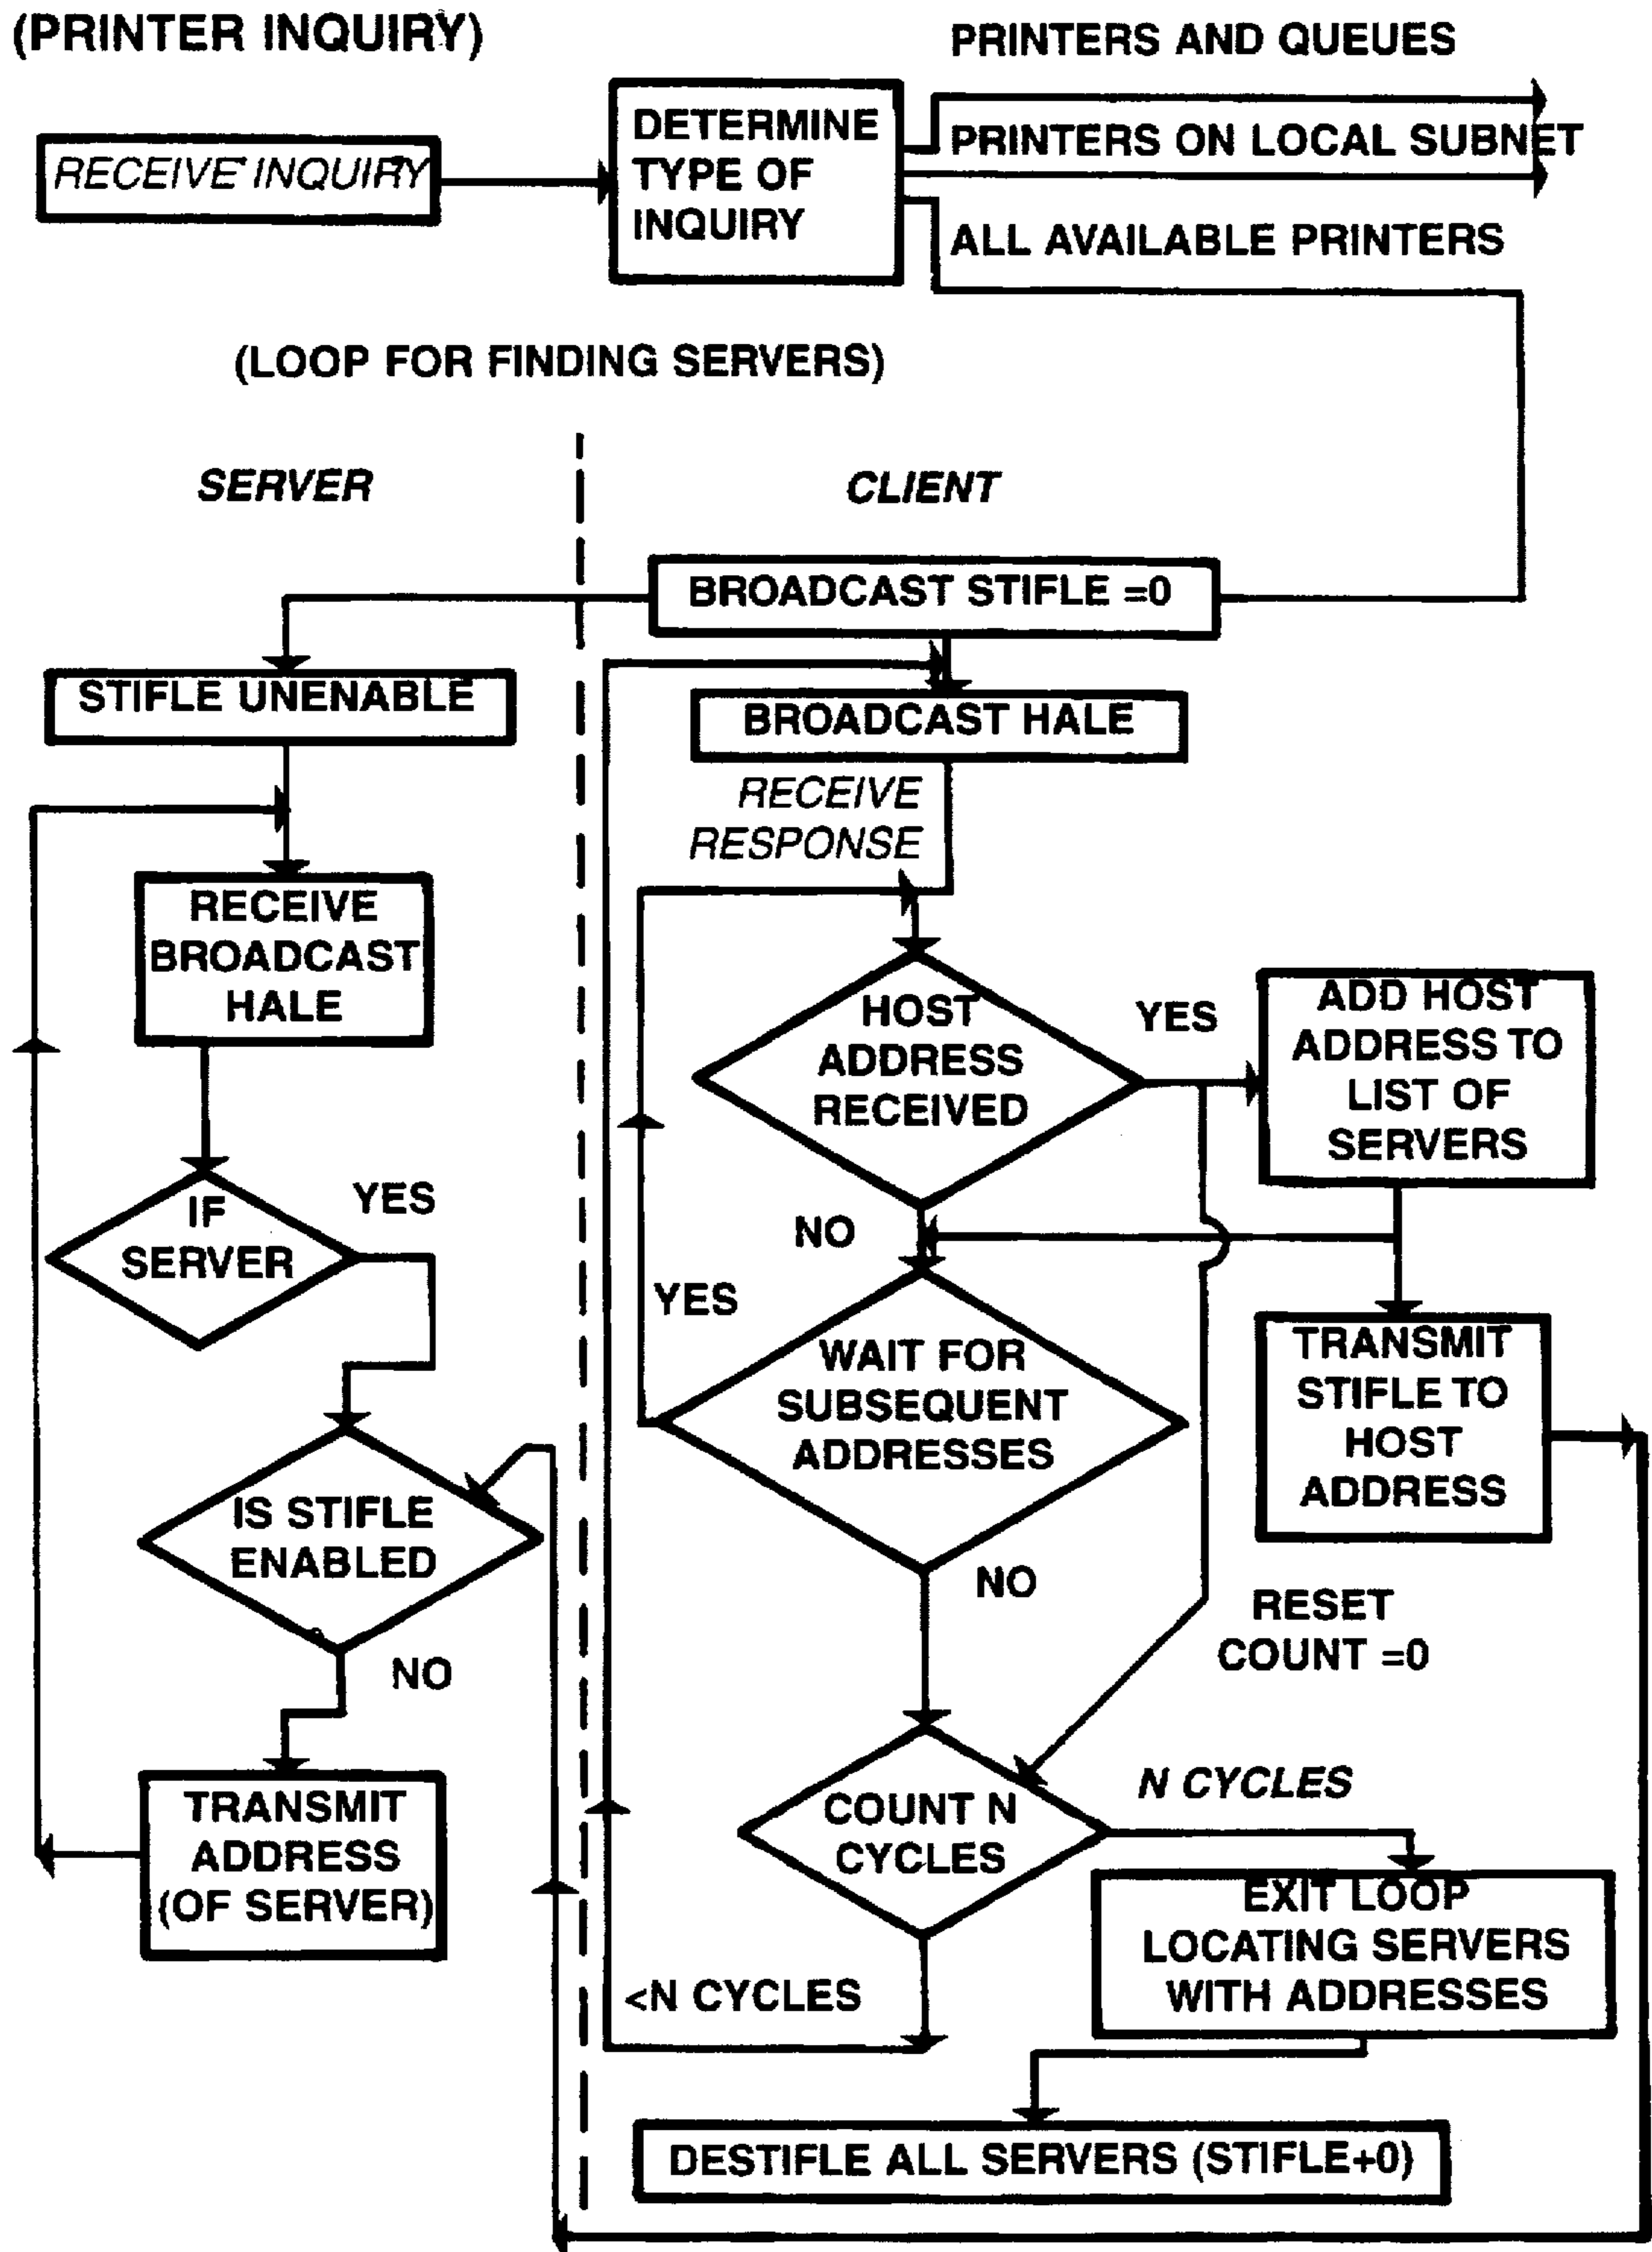 (PRINTER INQUIRY)
PRINTERS AND QUEUES
RECEIVE INQUIRY
DETERMINE
TYPE OF
INQUIRY
PRINTERS ON LOCAL SUBNET
ALL AVAILABLE PRINTERS
(LOOP FOR FINDING SERVERS)
SERVER
CLIENT
BROADCAST STIFLE =0
STIFLE UNENABLE
BROADCAST HALE
RECEIVE
RESPONSE
RECEIVE
BROADCAST
HALE
HOST
ADDRESS
RECEIVED
YES
ADD HOST
ADDRESS TO
LIST OF
SERVERS
IF
SERVER
YES
NO
YES
WAIT FOR
SUBSEQUENT
ADDRESSES
TRANSMIT
STIFLE TO
HOST
ADDRESS
IS STIFLE
ENABLED
NO
NO
RESET
COUNT =0
TRANSMIT
ADDRESS
(OF SERVER)
COUNT N
CYCLES
N CYCLES
EXIT LOOP
LOCATING SERVERS
WITH ADDRESSES
<N CYCLES
DESTIFLE ALL SERVERS (STIFLE+0)